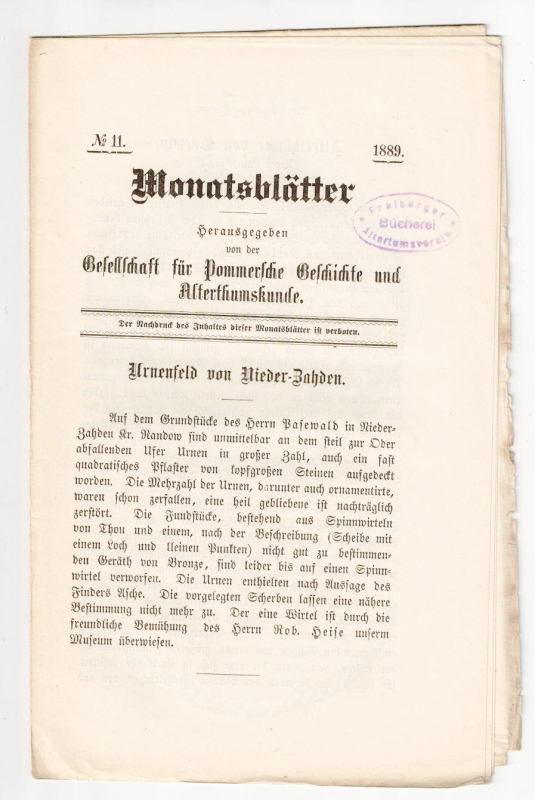 № 11.
1889.
Monatsblätter
Freiberger
Bücherei
Altertumsverein
Herausgegeben
von der
Gesellschaft für Pommersche Geschichte und
Alterthumskunde.
Der Nachdruck des Inhaltes dieser Monatsblätter ist verboten.
Urnenfeld von Nieder-Zahden.
Auf dem Grundstücke des Herrn Pasewald in Nieder-
Zahden Kr. Randow sind unmittelbar an dem steil zur Oder
abfallenden Ufer Urnen in großer Zahl, auch ein fast
quadratisches Pflaster von kopfgroßen Steinen aufgedeckt
worden. Die Mehrzahl der Urnen, darunter auch ornamentirte,
waren schon zerfallen, eine heil gebliebene ist nachträglich
zerstört. Die Fundstücke, bestehend aus Spinnwirteln
von Thon und einem, nach der Beschreibung (Scheibe mit
einem Loch und lleinen Punkten) nicht gut zu bestimmen-
den Geräth von Bronze, sind leider bis auf einen Spinn-
wirtel verworfen. Die Urnen enthielten nach Aussage des
Finders Asche. Die vorgelegten Scherben lassen eine nähere
Bestimmung nicht mehr zu. Der eine Wirtel ist durch die
freundliche Bemühung des Herrn Rob. Heise unserm
Museum überwiesen.